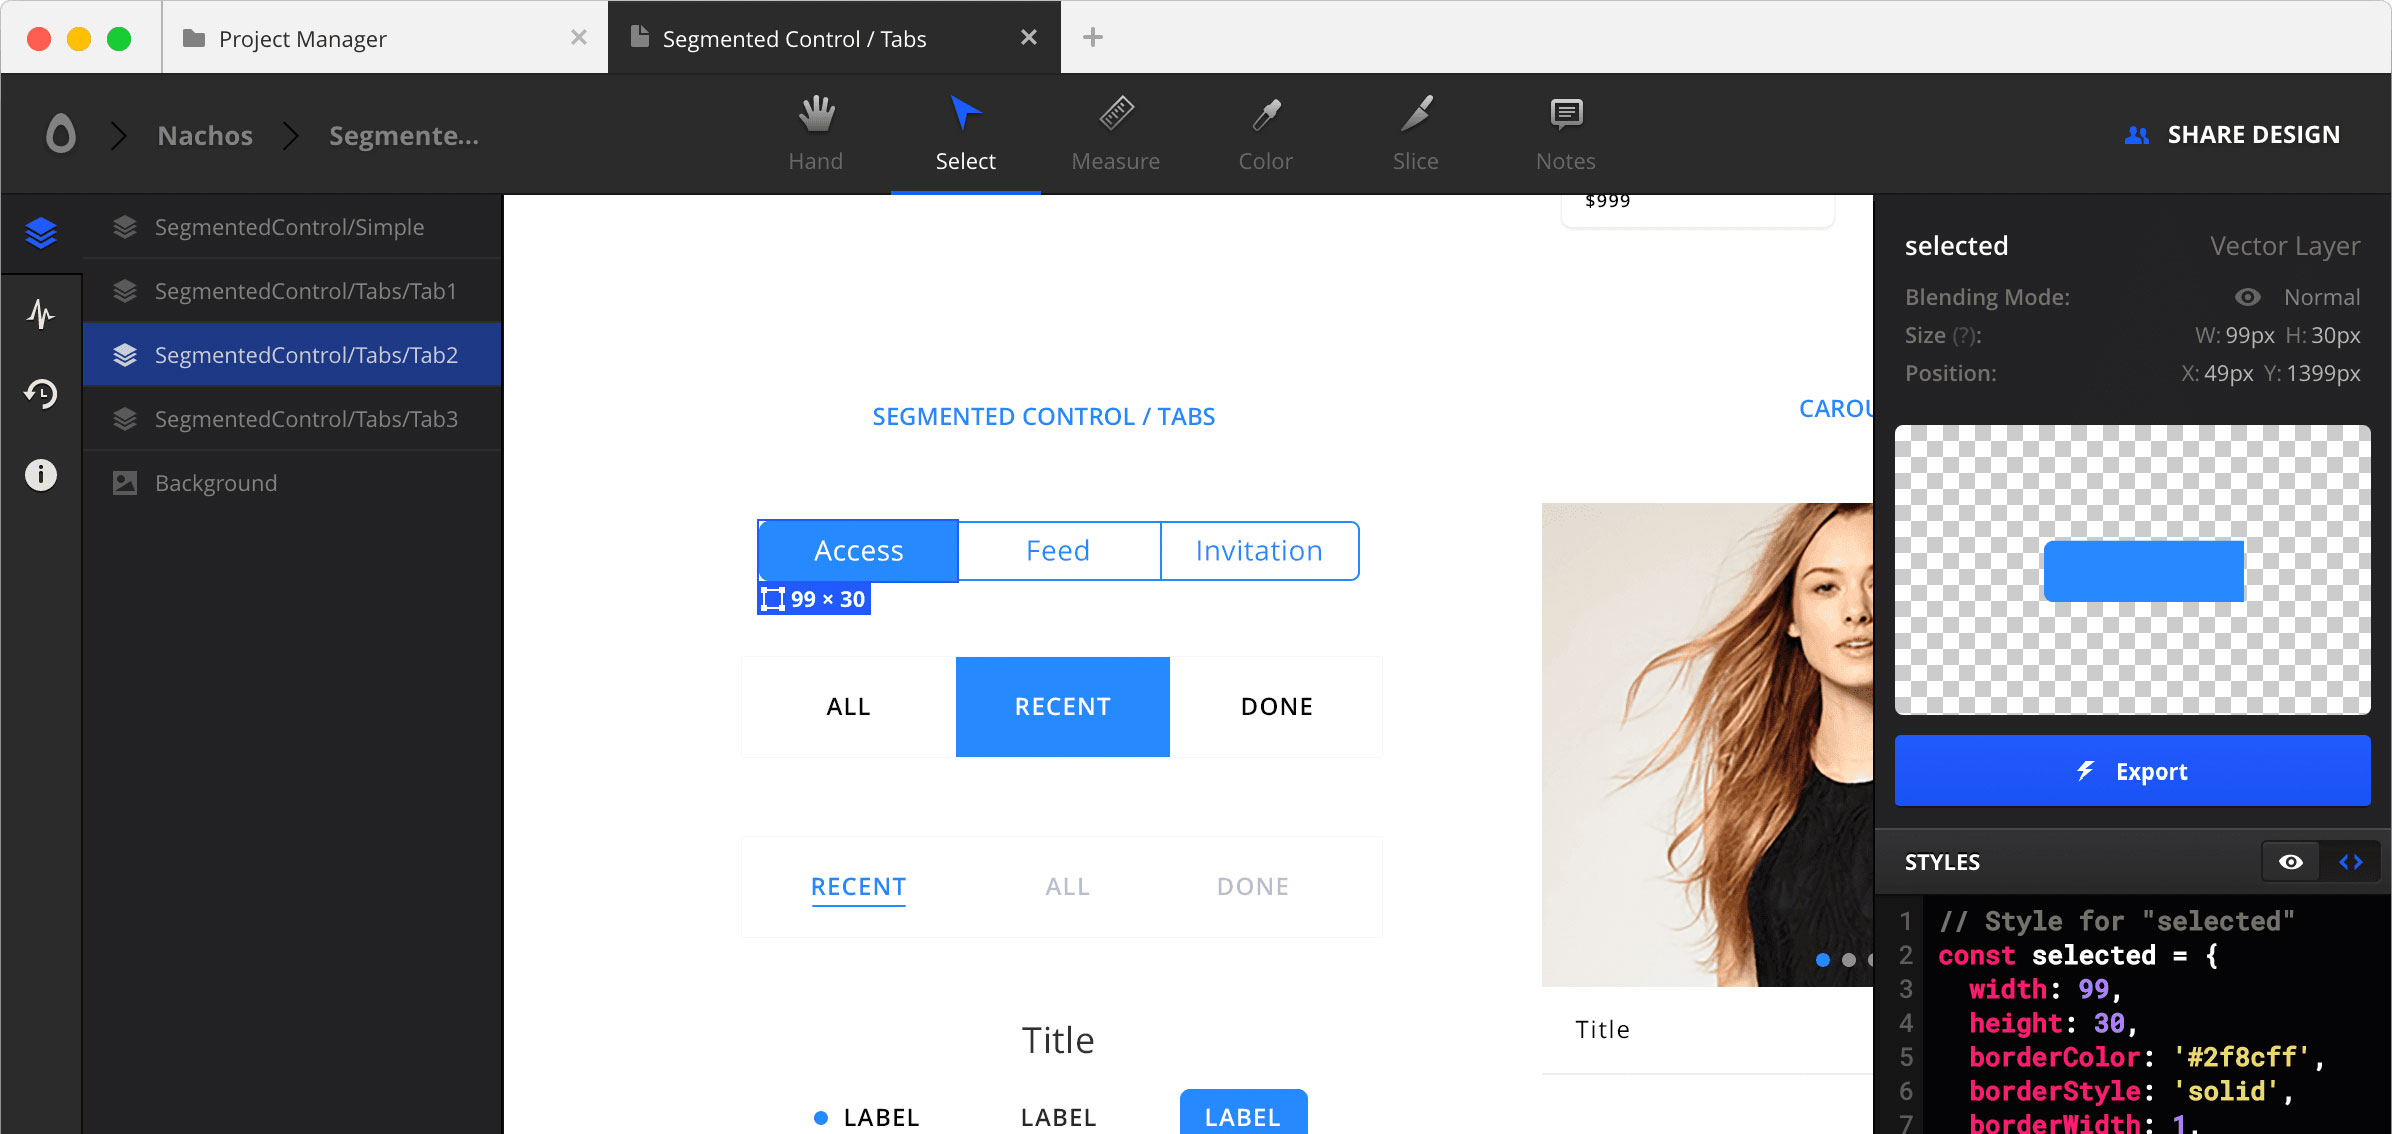 Project Manager
Segmented Control / Tabs
Nachos
Segmente...
Hand
Select
Measure
Color
Slice
Notes
SHARE DESIGN
SegmentedControl/Simple
SegmentedControl/Tabs/Tab1
SegmentedControl/Tabs/Tab2
SegmentedControl/Tabs/Tab3
Background
$999
SEGMENTED CONTROL / TABS
CAROU
Access
Feed
Invitation
99 × 30
ALL
RECENT
DONE
RECENT
ALL
DONE
Title
LABEL
LABEL
LABEL
Title
selected
Vector Layer
Blending Mode:
Normal
Size (?):
W: 99px H: 30px
Position:
X: 49px Y: 1399px
Export
STYLES
1 // Style for "selected"
2 const selected = {
3 width: 99,
4 height: 30,
5 borderColor: '#2f8cff',
6 borderStyle: 'solid',
7 borderWidth: 1,